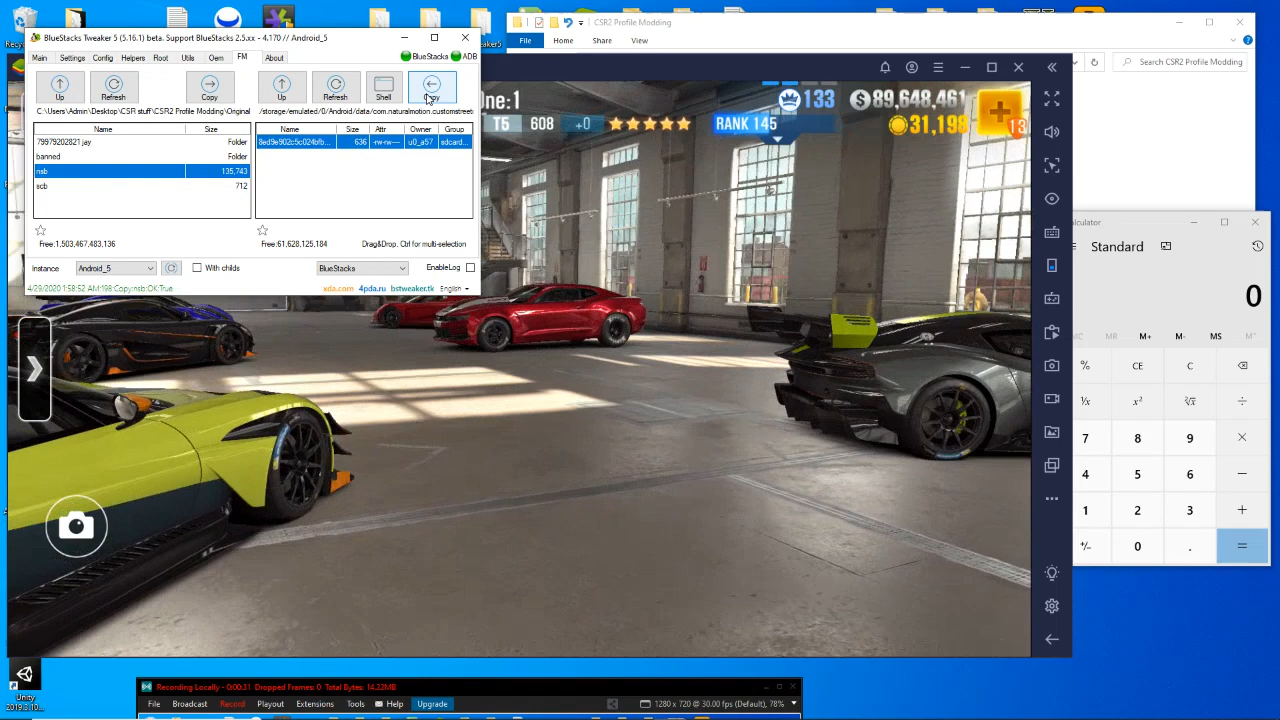 CSR2 Profile Modding
BlueStacks Tweaker 5 (5.16.1) beta. Support BlueStacks 2.5.xx - 4.170 // Android_5
File Home Share View
Main Settings Config Helpers Root Utils Oem FM About
BlueStacks ADB
Search CSR2 Profile Modding
Up Refresh Copy Up Refresh Shell Copy
C:\Users\Admin\Desktop\CSR stuff\CSR2 Profile Modding\Original
/storage/emulated/0/Android/data/com.naturalmotion.customstreet
Name Size
Name Size Attr Owner Group
79979202821 jay Folder
8ed9e902c5c024bfb... 636 -rw-rw---- u0_a57 sdcard...
banned Folder
nsb 135,743
scb 712
Free:1,503,467,483,136
Free:61,628,125,184
Drag&Drop. Ctrl for multi-selection
Instance Android_5 With childs BlueStacks EnableLog
4/29/2020 1:58:52 AM:198:Copy:nsb:OK:True
xda.com 4pda.ru bstweaker.tk English
One:1
133
$ 89,648,461
T5 608 +0
RANK 145
31,198
13
Standard
0
MR M+ M- MS
% CE C
7 8 9 ×
4 5 6 −
1 2 3 +
+/- 0 . =
Unity
2019.3.10...
Recording Locally - 0:00:31 Dropped Frames: 0 Total Bytes: 14.22MB
File Broadcast Record Playout Extensions Tools Help Upgrade
1280 x 720 @ 30.00 fps (Default), 78%